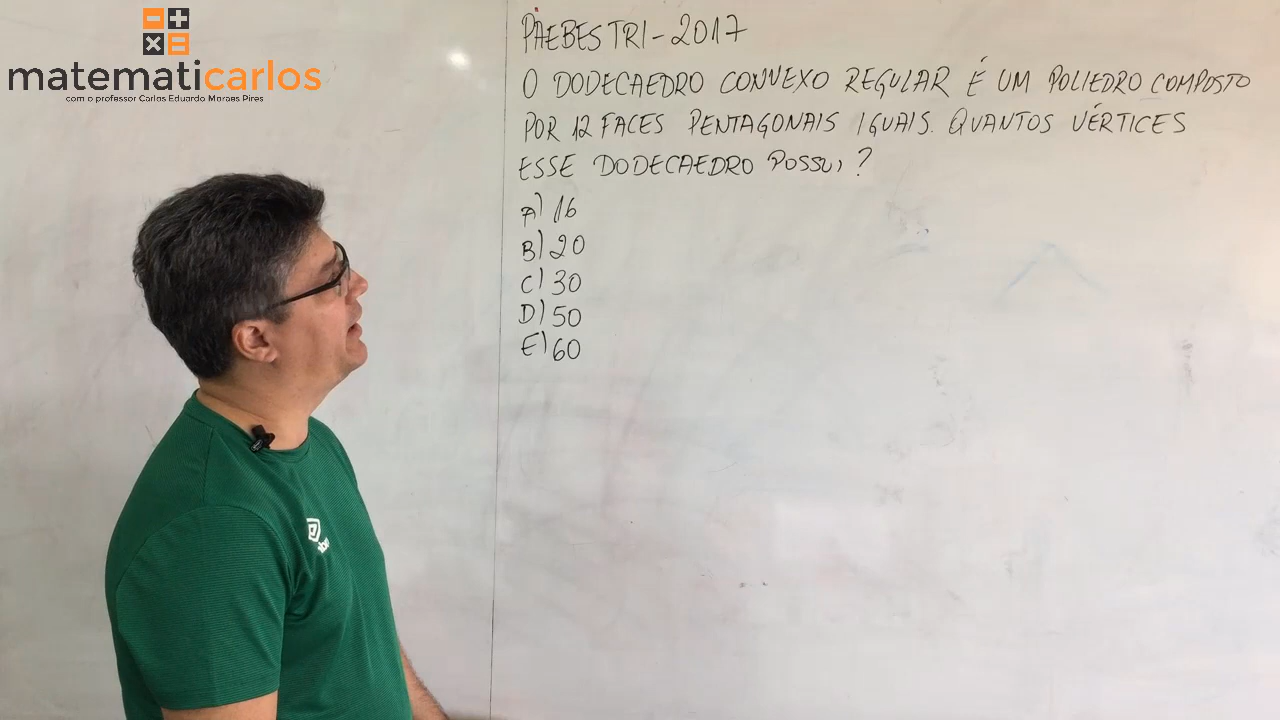 matematicarlos
com o professor Carlos Eduardo Moraes Pires
PAEBES TRI-2017
O DODECAEDRO CONVEXO REGULAR É UM POLIEDRO COMPOSTO
POR 12 FACES PENTAGONAIS IGUAIS. QUANTOS VÉRTICES
ESSE DODECAEDRO POSSUI?
A) 16
B) 20
C) 30
D) 50
E) 60